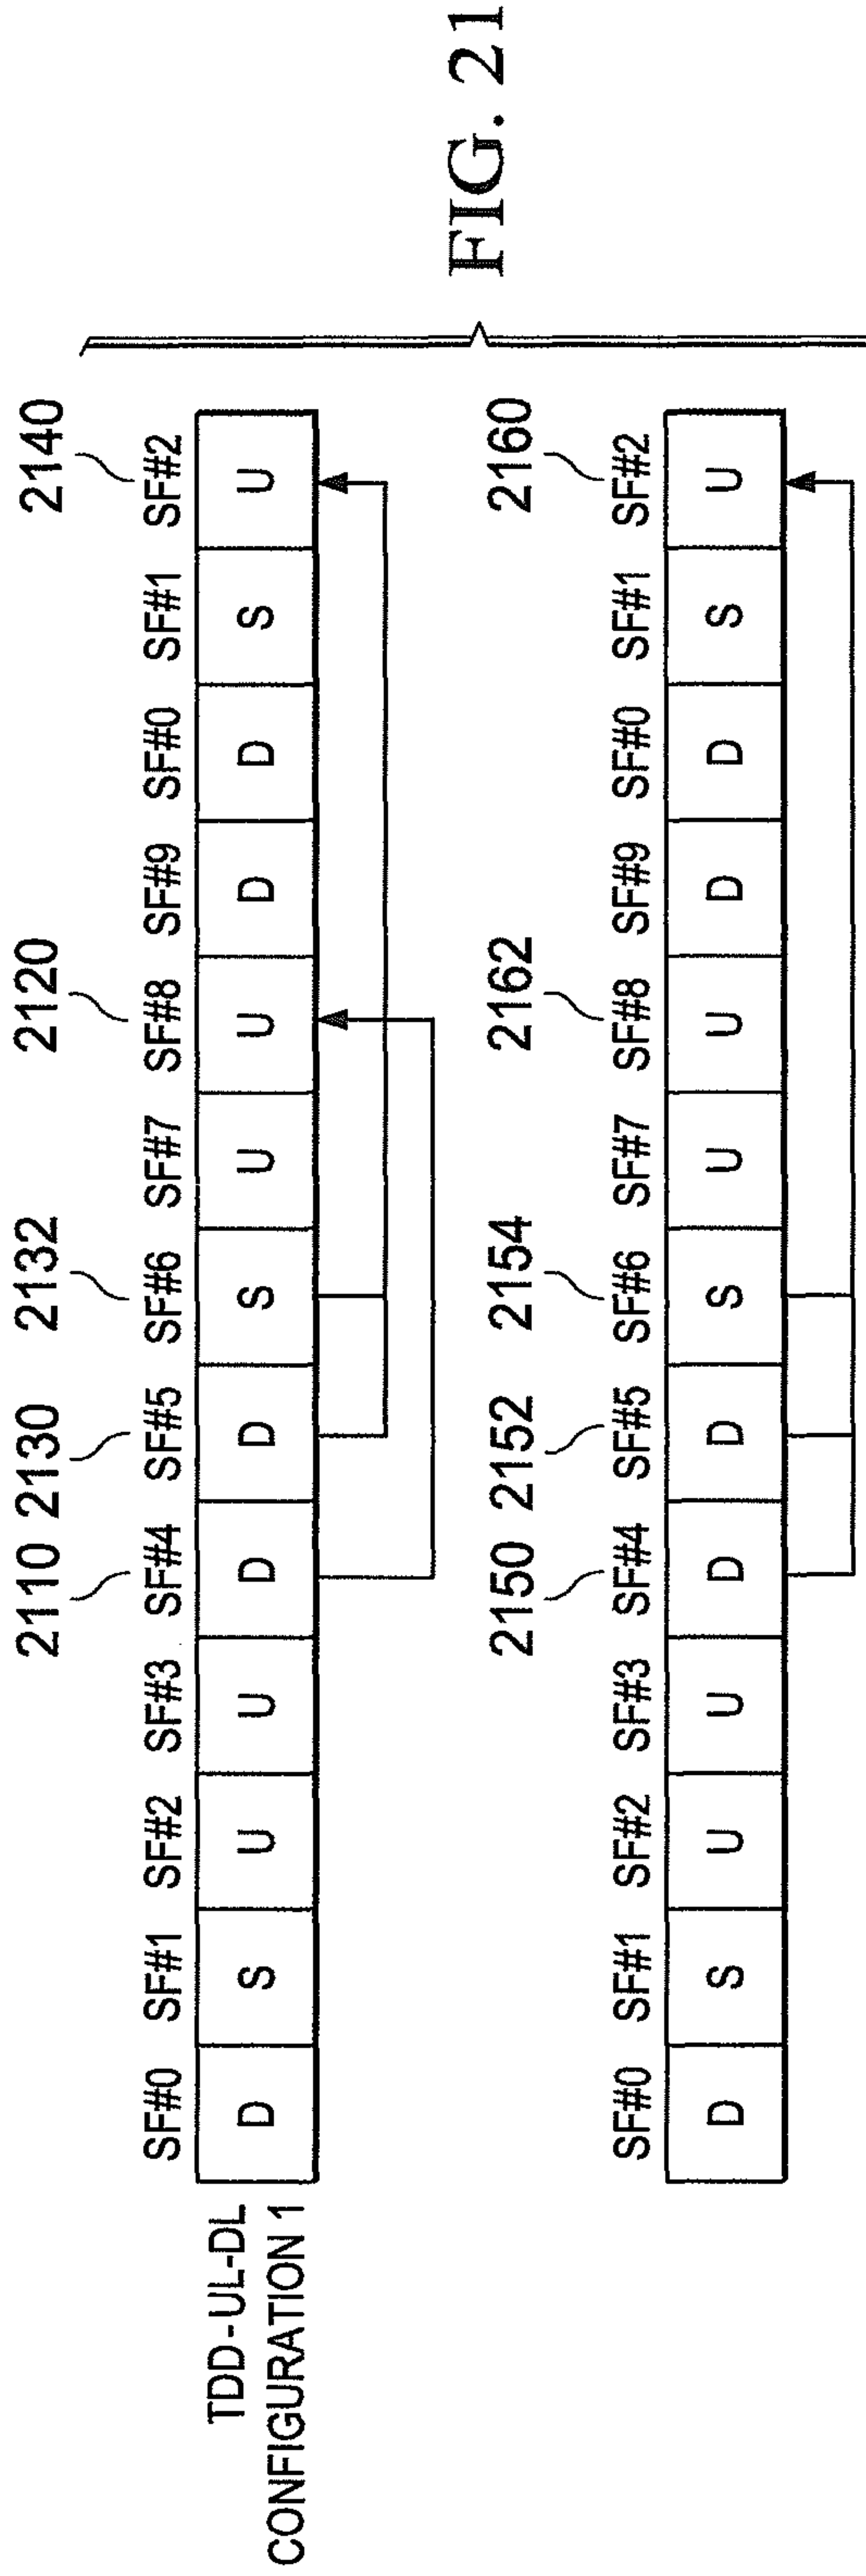 2110 2130 2132 2120 2140
SF#0 SF#1 SF#2 SF#3 SF#4 SF#5 SF#6 SF#7 SF#8 SF#9 SF#0 SF#1 SF#2
TDD-UL-DL
CONFIGURATION 1
D S U U D D S U U D D S U
2150 2152 2154 2162 2160
SF#0 SF#1 SF#2 SF#3 SF#4 SF#5 SF#6 SF#7 SF#8 SF#9 SF#0 SF#1 SF#2
D S U U D D S U U D D S U
FIG. 21